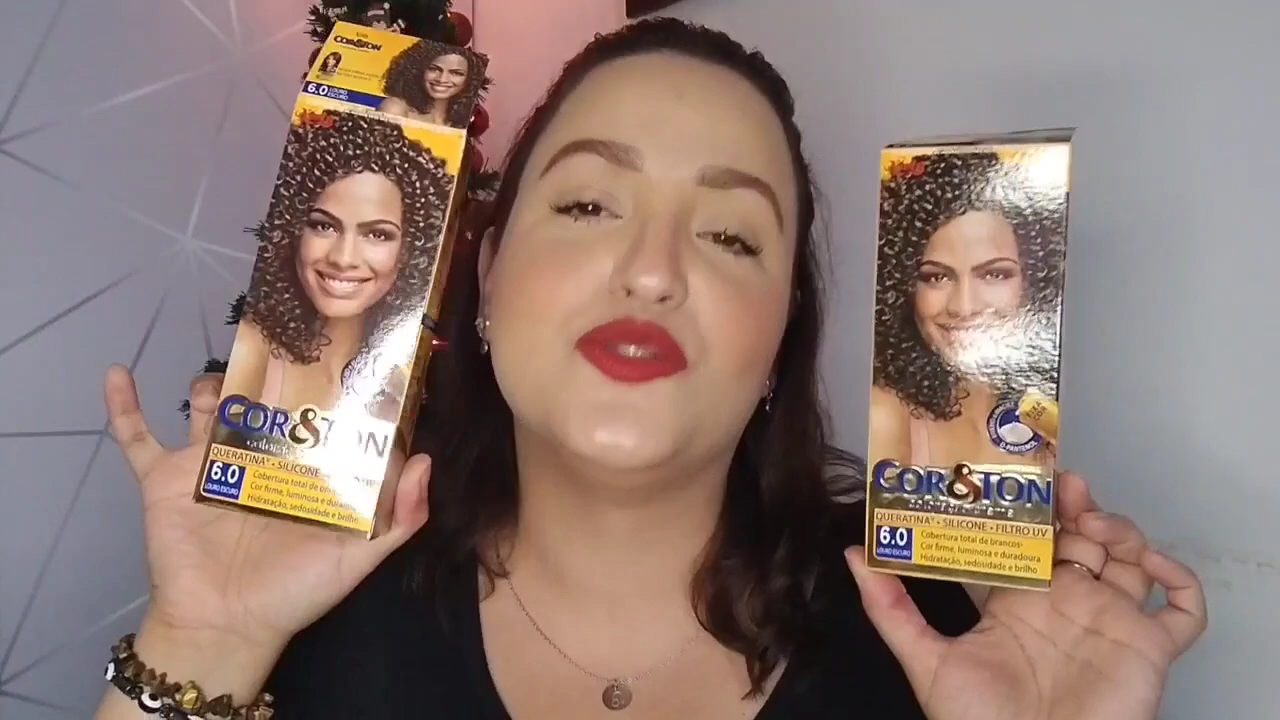 COR&TON
6.0 LOURO
ESCURO
COR&TON
QUERATINA • SILICONE
6.0
LOURO ESCURO
Cobertura total de
Cor firme, luminosa e
Hidratação, sedosidade e brilho
D-PANTENOL
COR&TON
QUERATINA • SILICONE • FILTRO UV
6.0
LOURO ESCURO
Cobertura total de brancos
Cor firme, luminosa e duradoura
Hidratação, sedosidade e brilho